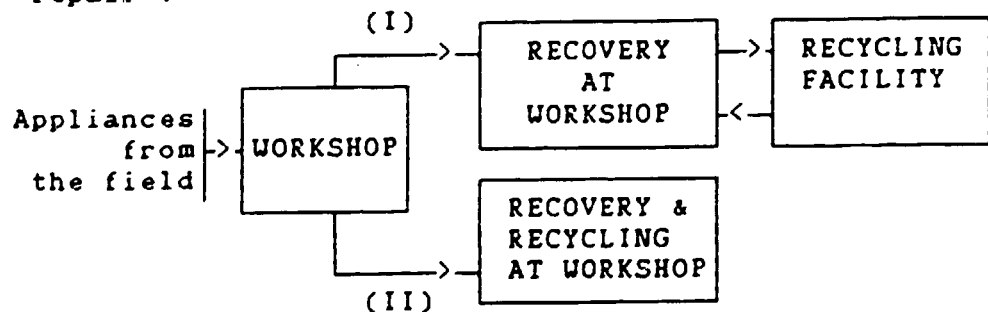 repair .
(I)
RECOVERY
AT
WORKSHOP
RECYCLING
FACILITY
Appliances
from
the field
WORKSHOP
RECOVERY &
RECYCLING
AT WORKSHOP
(II)